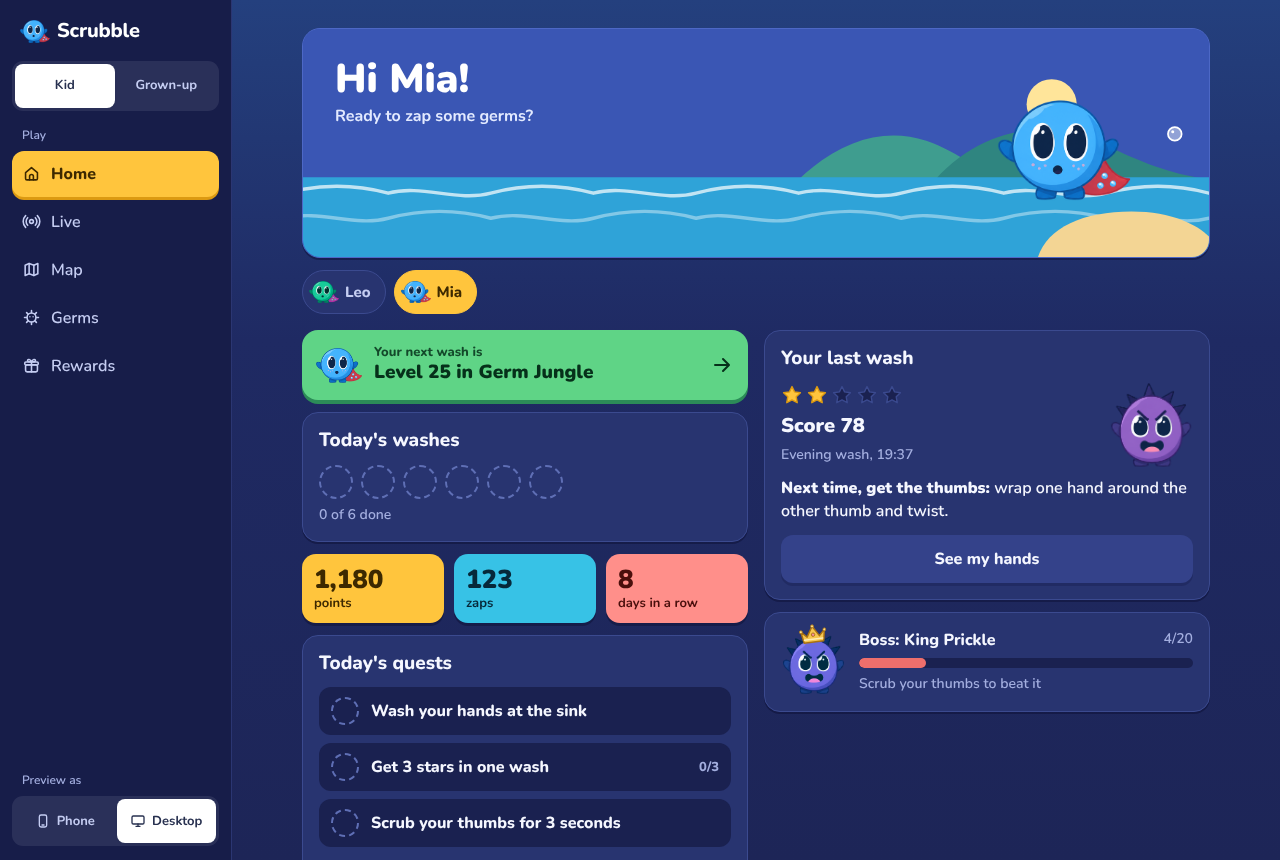 Scrubble
Kid
Grown-up
Play
Home
Live
Map
Germs
Rewards
Preview as
Phone
Desktop
Hi Mia!
Ready to zap some germs?
Leo
Mia
Your next wash is
Level 25 in Germ Jungle
Today's washes
0 of 6 done
1,180
points
123
zaps
8
days in a row
Today's quests
Wash your hands at the sink
Get 3 stars in one wash
0/3
Scrub your thumbs for 3 seconds
Your last wash
Score 78
Evening wash, 19:37
Next time, get the thumbs: wrap one hand around the
other thumb and twist.
See my hands
Boss: King Prickle
4/20
Scrub your thumbs to beat it